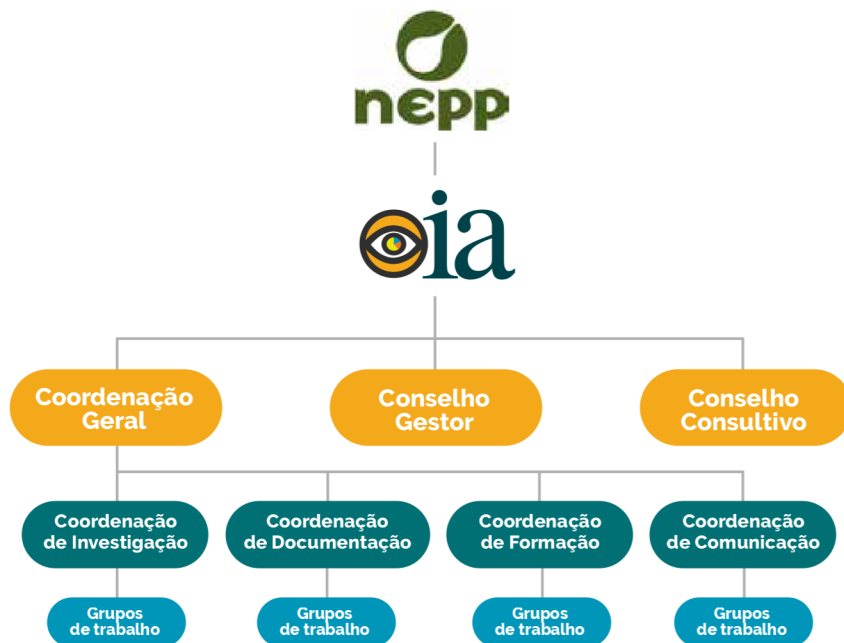 nepp
oia
Coordenação
Geral
Conselho
Gestor
Conselho
Consultivo
Coordenação
de Investigação
Coordenação
de Documentação
Coordenação
de Formação
Coordenação
de Comunicação
Grupos
de trabalho
Grupos
de trabalho
Grupos
de trabalho
Grupos
de trabalho